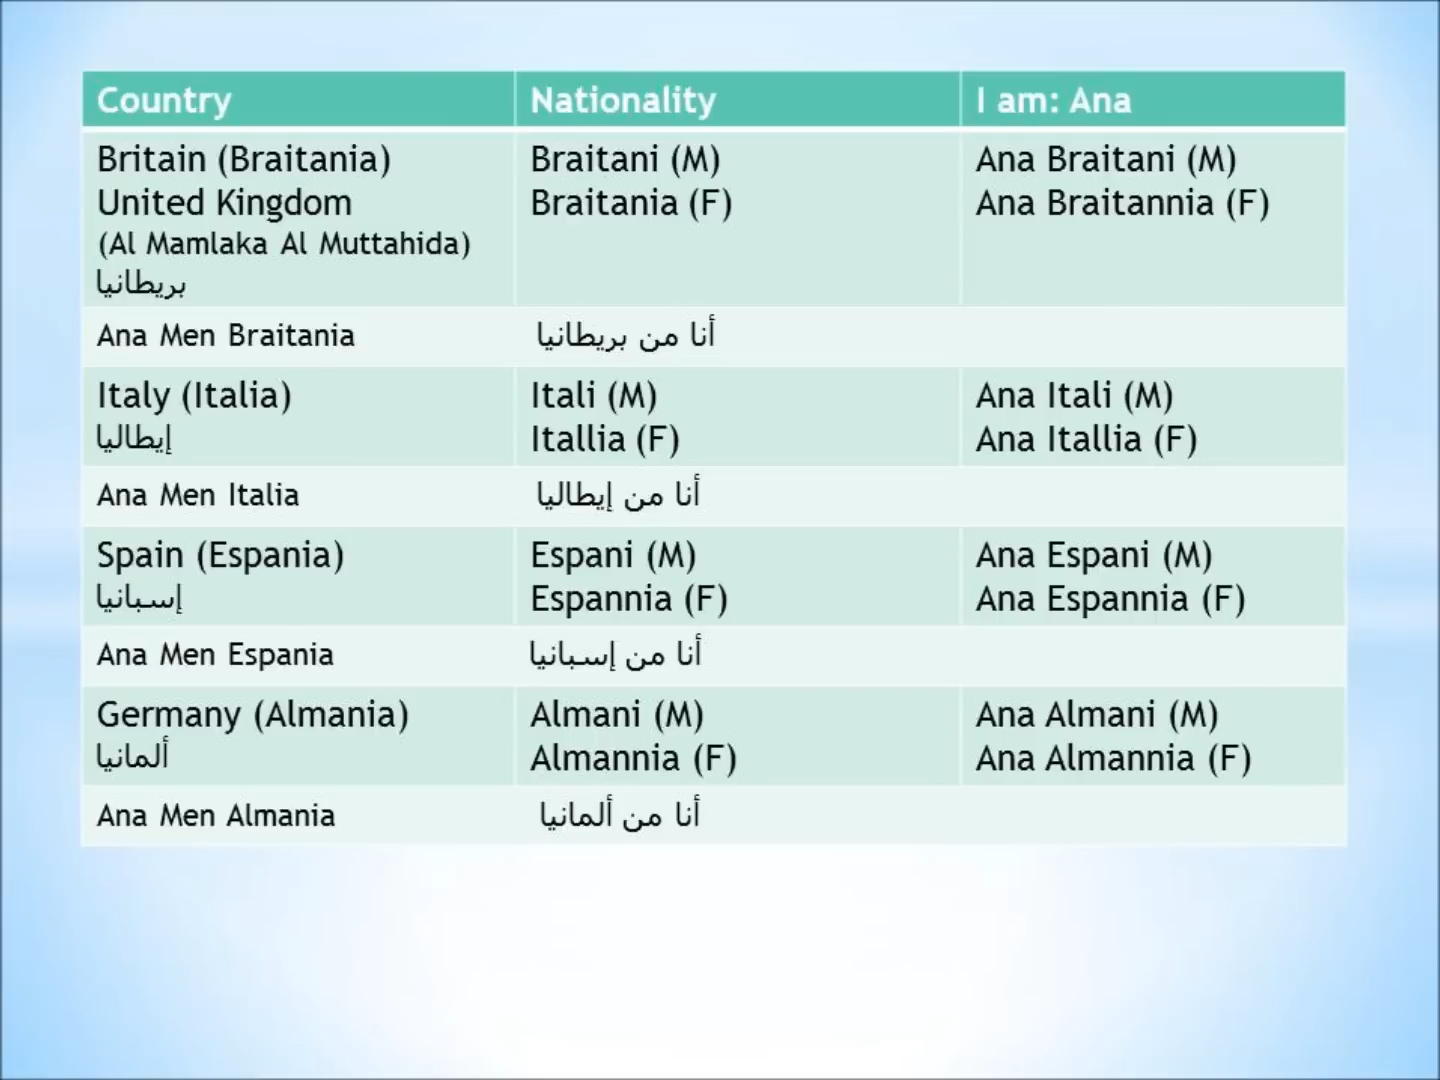 Country Nationality I am: Ana
Britain (Braitania) Braitani (M) Ana Braitani (M)
United Kingdom Braitania (F) Ana Braitannia (F)
(Al Mamlaka Al Muttahida)
بريطانيا
Ana Men Braitania أنا من بريطانيا
Italy (Italia) Itali (M) Ana Itali (M)
إيطاليا Itallia (F) Ana Itallia (F)
Ana Men Italia أنا من إيطاليا
Spain (Espania) Espani (M) Ana Espani (M)
إسبانيا Espannia (F) Ana Espannia (F)
Ana Men Espania أنا من إسبانيا
Germany (Almania) Almani (M) Ana Almani (M)
ألمانيا Almannia (F) Ana Almannia (F)
Ana Men Almania أنا من ألمانيا